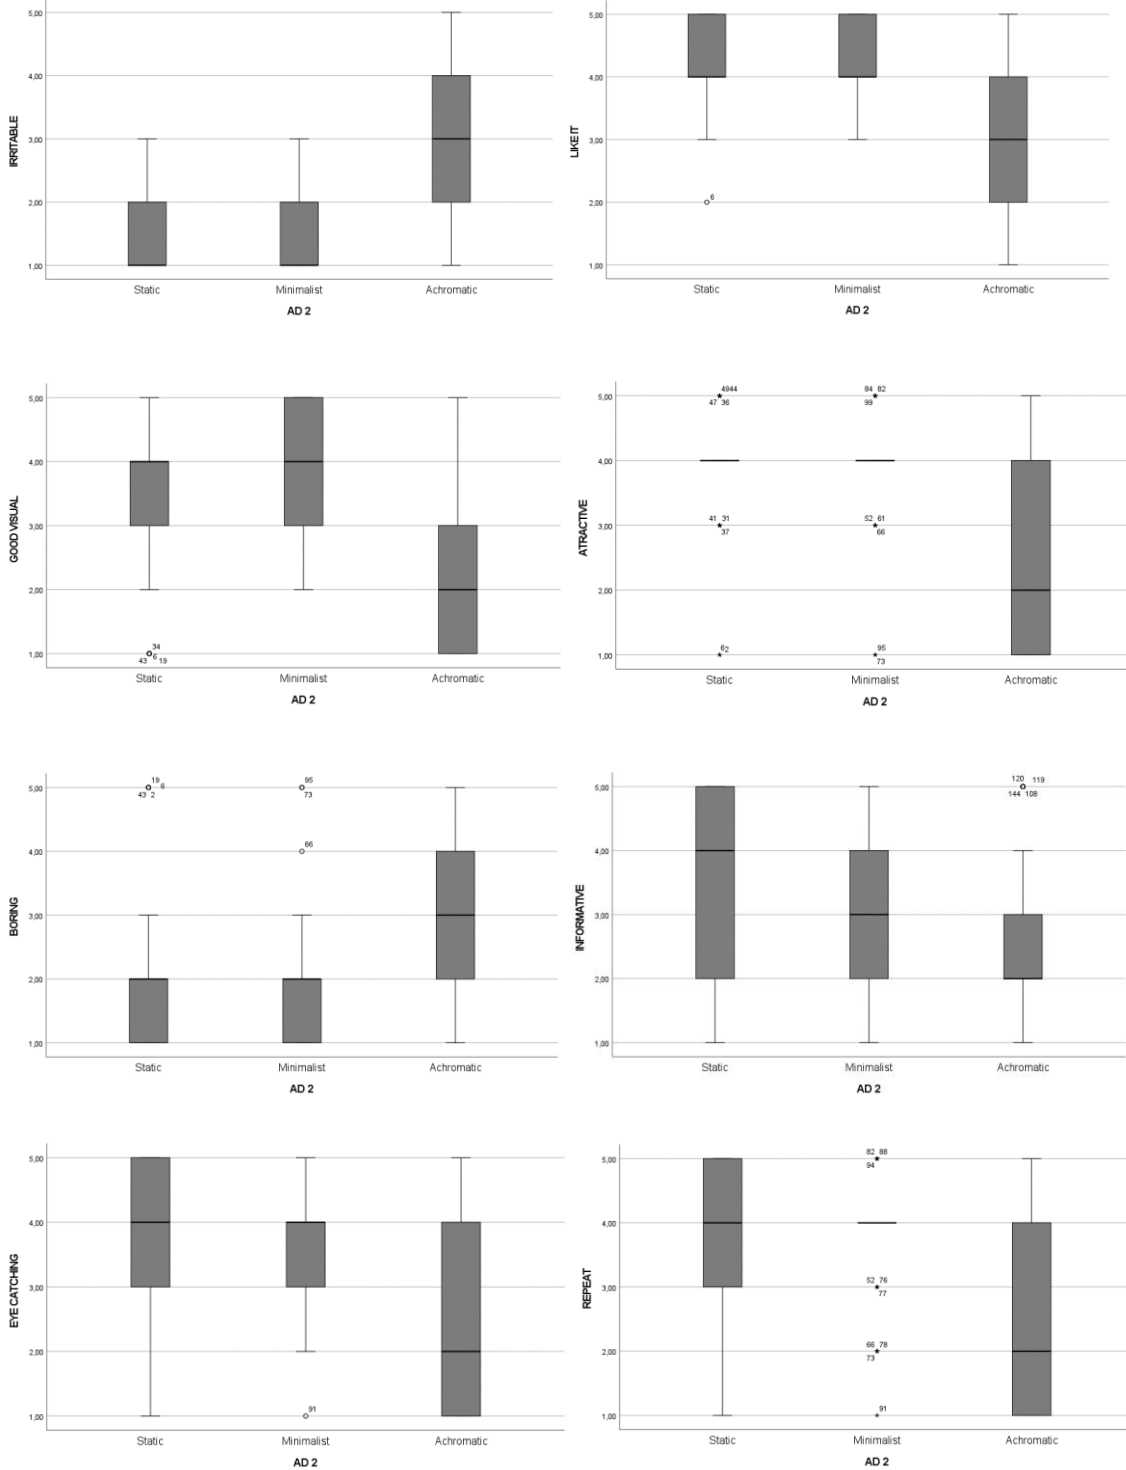 IRRITABLE
5,00
4,00
3,00
2,00
1,00
Static Minimalist Achromatic
AD 2
LIKE IT
5,00
4,00
3,00
2,00
1,00
6
Static Minimalist Achromatic
AD 2
GOOD VISUAL
5,00
4,00
3,00
2,00
1,00
34
43 6 19
Static Minimalist Achromatic
AD 2
ATRACTIVE
5,00
4,00
3,00
2,00
1,00
4944
47 36
84 82
99
41 31
37
52 61
66
62
95
73
Static Minimalist Achromatic
AD 2
BORING
5,00
4,00
3,00
2,00
1,00
19 6
43 2
95
73
66
Static Minimalist Achromatic
AD 2
INFORMATIVE
5,00
4,00
3,00
2,00
1,00
120 119
144 108
Static Minimalist Achromatic
AD 2
EYE CATCHING
5,00
4,00
3,00
2,00
1,00
91
Static Minimalist Achromatic
AD 2
REPEAT
5,00
4,00
3,00
2,00
1,00
82 88
94
52 76
77
66 78
73
91
Static Minimalist Achromatic
AD 2